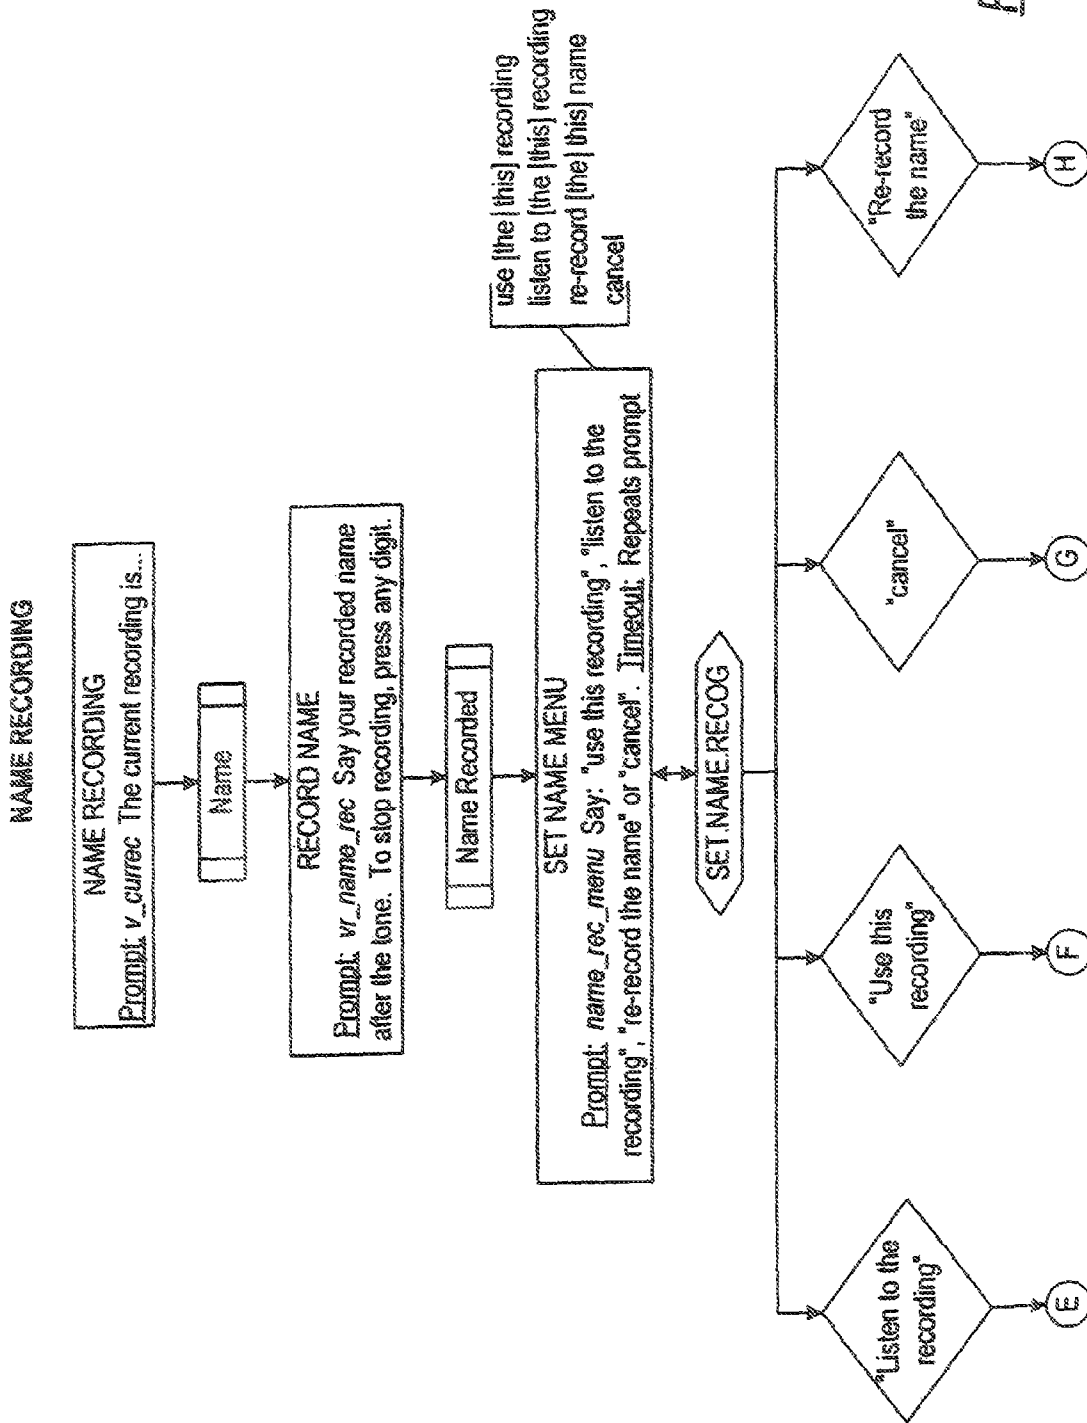 NAME RECORDING
NAME RECORDING
Prompt: v_currec The current recording is...
Name
RECORD NAME
Prompt: vr_name_rec Say your recorded name
after the tone. To stop recording, press any digit.
Name Recorded
SET NAME MENU
Prompt: name_rec_menu Say: "use this recording", "listen to the
recording", "re-record the name" or "cancel". Timeout: Repeats prompt
use [the| this] recording
listen to [the |this] recording
re-record [the| this] name
cancel
SET.NAME.RECOG
"Listen to the
recording"
"Use this
recording"
"cancel"
"Re-record
the name"
E
F
G
H